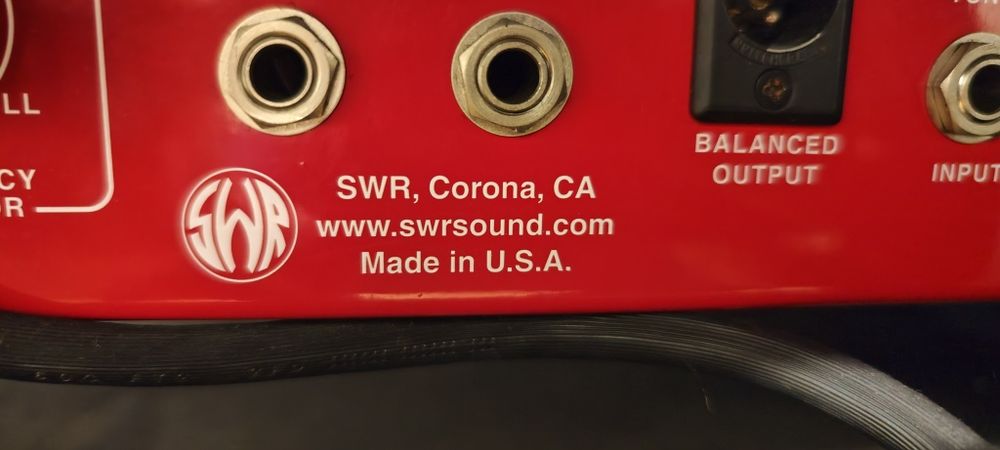 LL
CY
OR
BALANCED
OUTPUT
INPUT
SWR
SWR, Corona, CA
www.swrsound.com
Made in U.S.A.